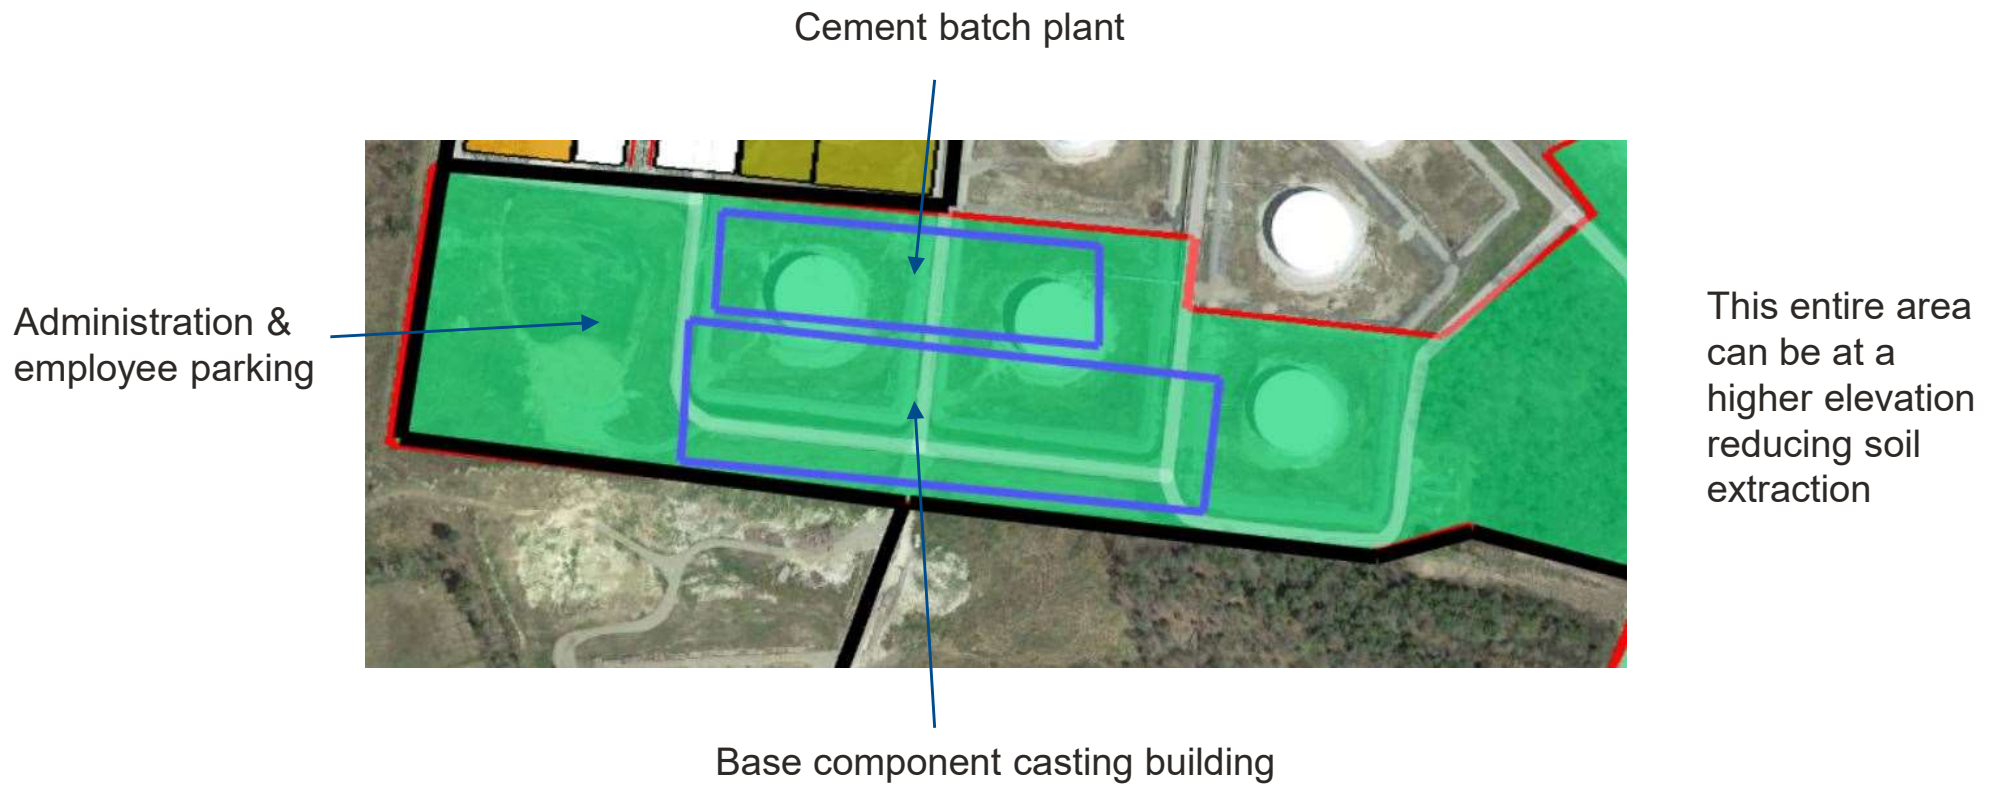 Cement batch plant
Administration &
employee parking
This entire area
can be at a
higher elevation
reducing soil
extraction
Base component casting building